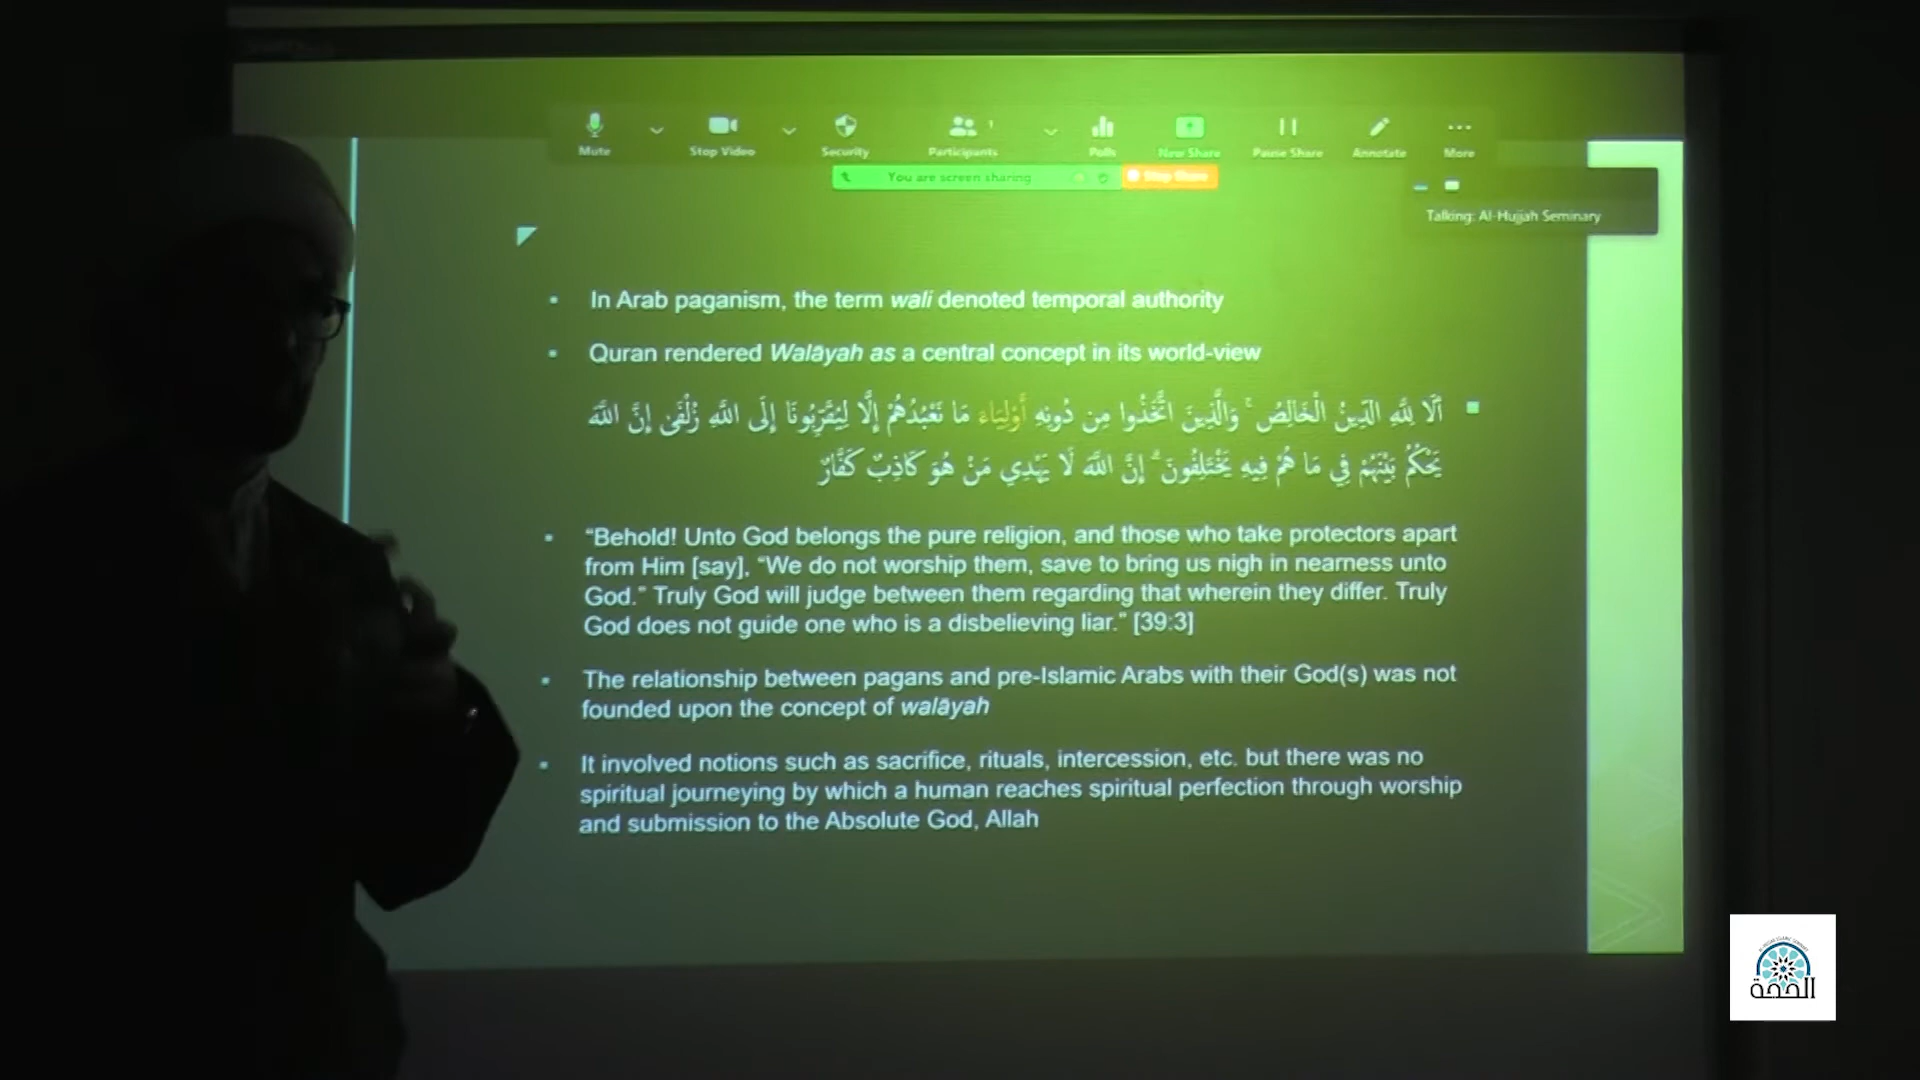 Mute
Stop Video
Security
Participants
1
Polls
New Share
Pause Share
Annotate
More
You are screen sharing
Stop Share
Talking: Al-Hujjah Seminary
In Arab paganism, the term wali denoted temporal authority
Quran rendered Walāyah as a central concept in its world-view
أَلَا لِلَّهِ الدِّينُ الْخَالِصُ ۚ وَالَّذِينَ اتَّخَذُوا مِن دُونِهِ أَوْلِيَاءَ مَا نَعْبُدُهُمْ إِلَّا لِيُقَرِّبُونَا إِلَى اللَّهِ زُلْفَىٰ إِنَّ اللَّهَ
يَحْكُمُ بَيْنَهُمْ فِي مَا هُمْ فِيهِ يَخْتَلِفُونَ ۗ إِنَّ اللَّهَ لَا يَهْدِي مَنْ هُوَ كَاذِبٌ كَفَّارٌ
“Behold! Unto God belongs the pure religion, and those who take protectors apart
from Him [say], “We do not worship them, save to bring us nigh in nearness unto
God.” Truly God will judge between them regarding that wherein they differ. Truly
God does not guide one who is a disbelieving liar.” [39:3]
The relationship between pagans and pre-Islamic Arabs with their God(s) was not
founded upon the concept of walāyah
It involved notions such as sacrifice, rituals, intercession, etc. but there was no
spiritual journeying by which a human reaches spiritual perfection through worship
and submission to the Absolute God, Allah
الحجة